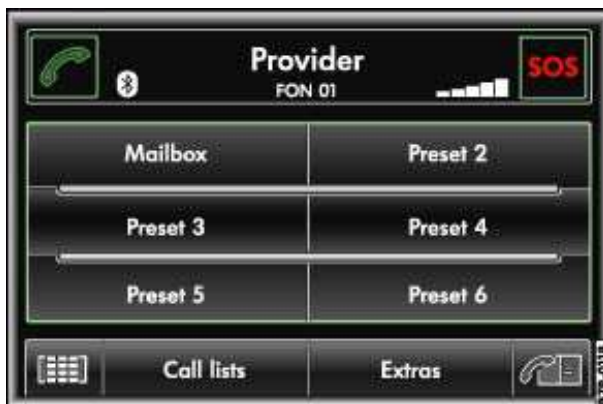 Provider
SOS
FON 01
Mailbox
Preset 2
Preset 3
Preset 4
Preset 5
Preset 6
Call lists
Extras